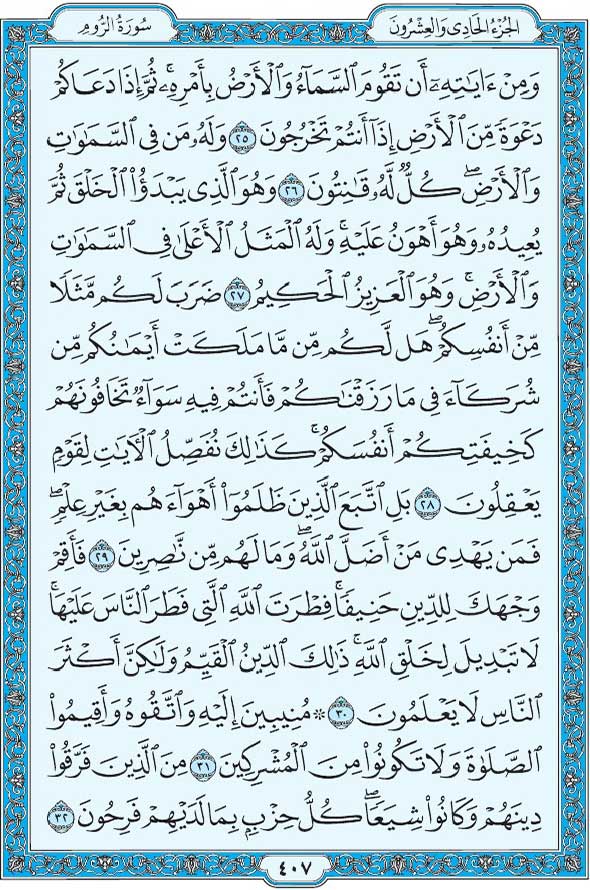 الجزء الحادي والعشرون
سورة الروم
وَمِنْ ءَايَٰتِهِۦٓ أَن تَقُومَ ٱلسَّمَآءُ وَٱلْأَرْضُ بِأَمْرِهِۦ ۚ ثُمَّ إِذَا دَعَاكُمْ
دَعْوَةً مِّنَ ٱلْأَرْضِ إِذَآ أَنتُمْ تَخْرُجُونَ ٢٥ وَلَهُۥ مَن فِى ٱلسَّمَٰوَٰتِ
وَٱلْأَرْضِ ۖ كُلٌّ لَّهُۥ قَٰنِتُونَ ٢٦ وَهُوَ ٱلَّذِى يَبْدَؤُا۟ ٱلْخَلْقَ ثُمَّ
يُعِيدُهُۥ وَهُوَ أَهْوَنُ عَلَيْهِ ۚ وَلَهُ ٱلْمَثَلُ ٱلْأَعْلَىٰ فِى ٱلسَّمَٰوَٰتِ
وَٱلْأَرْضِ ۚ وَهُوَ ٱلْعَزِيزُ ٱلْحَكِيمُ ٢٧ ضَرَبَ لَكُم مَّثَلًا
مِّنْ أَنفُسِكُمْ ۖ هَل لَّكُم مِّن مَّا مَلَكَتْ أَيْمَٰنُكُم مِّن
شُرَكَآءَ فِى مَا رَزَقْنَٰكُمْ فَأَنتُمْ فِيهِ سَوَآءٌ تَخَافُونَهُمْ
كَخِيفَتِكُمْ أَنفُسَكُمْ ۚ كَذَٰلِكَ نُفَصِّلُ ٱلْءَايَٰتِ لِقَوْمٍ
يَعْقِلُونَ ٢٨ بَلِ ٱتَّبَعَ ٱلَّذِينَ ظَلَمُوٓا۟ أَهْوَآءَهُم بِغَيْرِ عِلْمٍ ۖ
فَمَن يَهْدِى مَنْ أَضَلَّ ٱللَّهُ ۖ وَمَا لَهُم مِّن نَّٰصِرِينَ ٢٩ فَأَقِمْ
وَجْهَكَ لِلدِّينِ حَنِيفًا ۚ فِطْرَتَ ٱللَّهِ ٱلَّتِى فَطَرَ ٱلنَّاسَ عَلَيْهَا ۚ
لَا تَبْدِيلَ لِخَلْقِ ٱللَّهِ ۚ ذَٰلِكَ ٱلدِّينُ ٱلْقَيِّمُ وَلَٰكِنَّ أَكْثَرَ
ٱلنَّاسِ لَا يَعْلَمُونَ ٣٠ * مُنِيبِينَ إِلَيْهِ وَٱتَّقُوهُ وَأَقِيمُوا۟
ٱلصَّلَوٰةَ وَلَا تَكُونُوا۟ مِنَ ٱلْمُشْرِكِينَ ٣١ مِنَ ٱلَّذِينَ فَرَّقُوا۟
دِينَهُمْ وَكَانُوا۟ شِيَعًا ۖ كُلُّ حِزْبٍۭ بِمَا لَدَيْهِمْ فَرِحُونَ ٣٢
٤٠٧